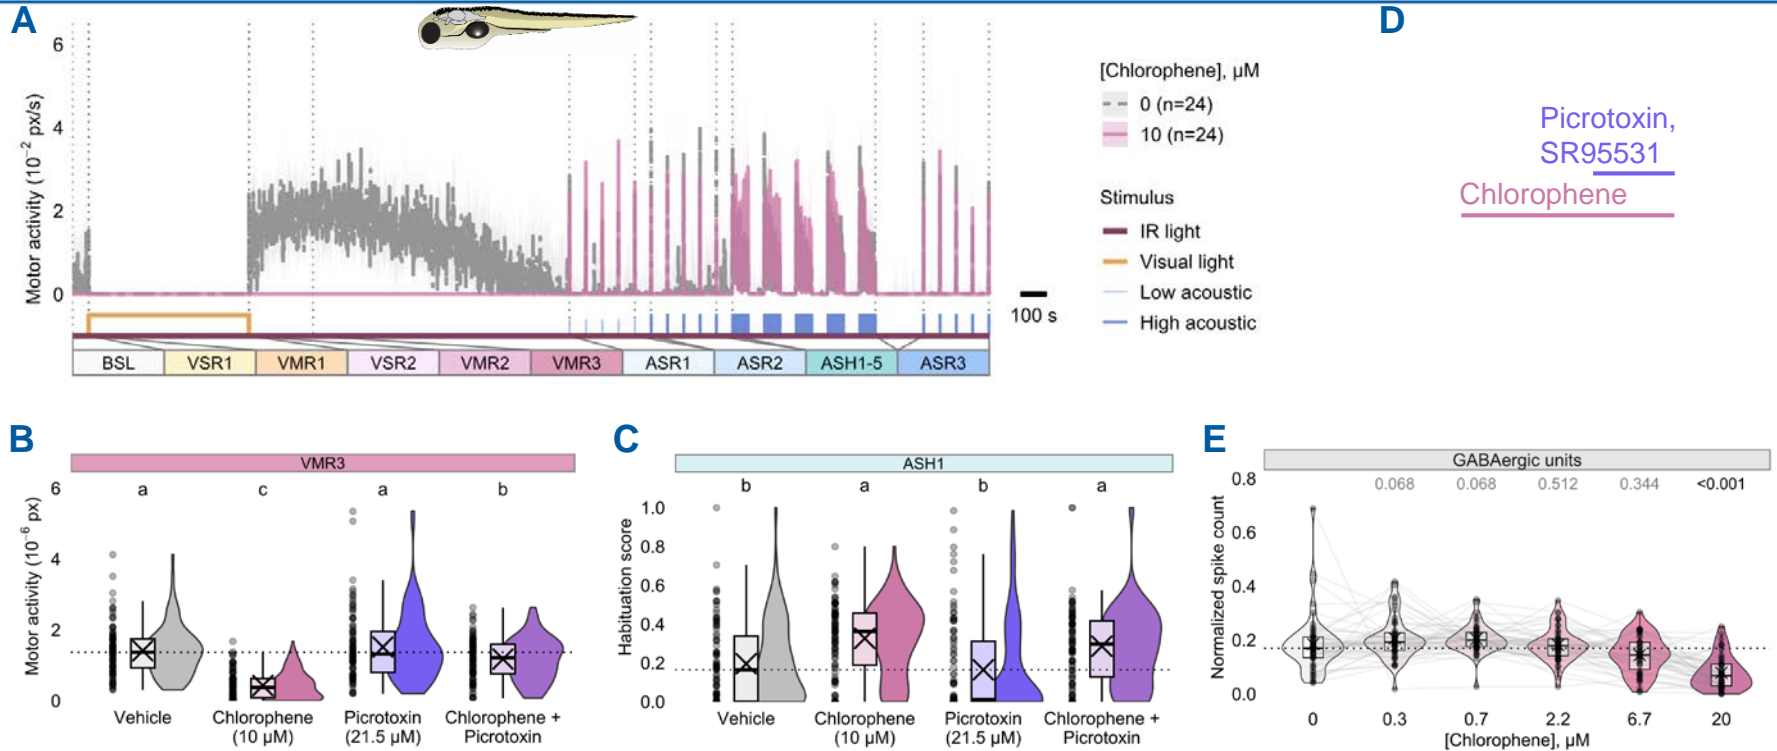 A
6
4
2
0
Motor activity (10⁻² px/s)
[Chlorophene], µM
0 (n=24)
10 (n=24)
Stimulus
IR light
Visual light
Low acoustic
High acoustic
100 s
BSL VSR1 VMR1 VSR2 VMR2 VMR3 ASR1 ASR2 ASH1-5 ASR3
D
Picrotoxin,
SR95531
Chlorophene
B
VMR3
a c a b
6
4
2
0
Motor activity (10⁻⁶ px)
Vehicle Chlorophene Picrotoxin Chlorophene +
(10 µM) (21.5 µM) Picrotoxin
C
ASH1
b a b a
1.0
0.8
0.6
0.4
0.2
0.0
Habituation score
Vehicle Chlorophene Picrotoxin Chlorophene +
(10 µM) (21.5 µM) Picrotoxin
E
GABAergic units
0.068 0.068 0.512 0.344 <0.001
0.8
0.6
0.4
0.2
0.0
Normalized spike count
0 0.3 0.7 2.2 6.7 20
[Chlorophene], µM